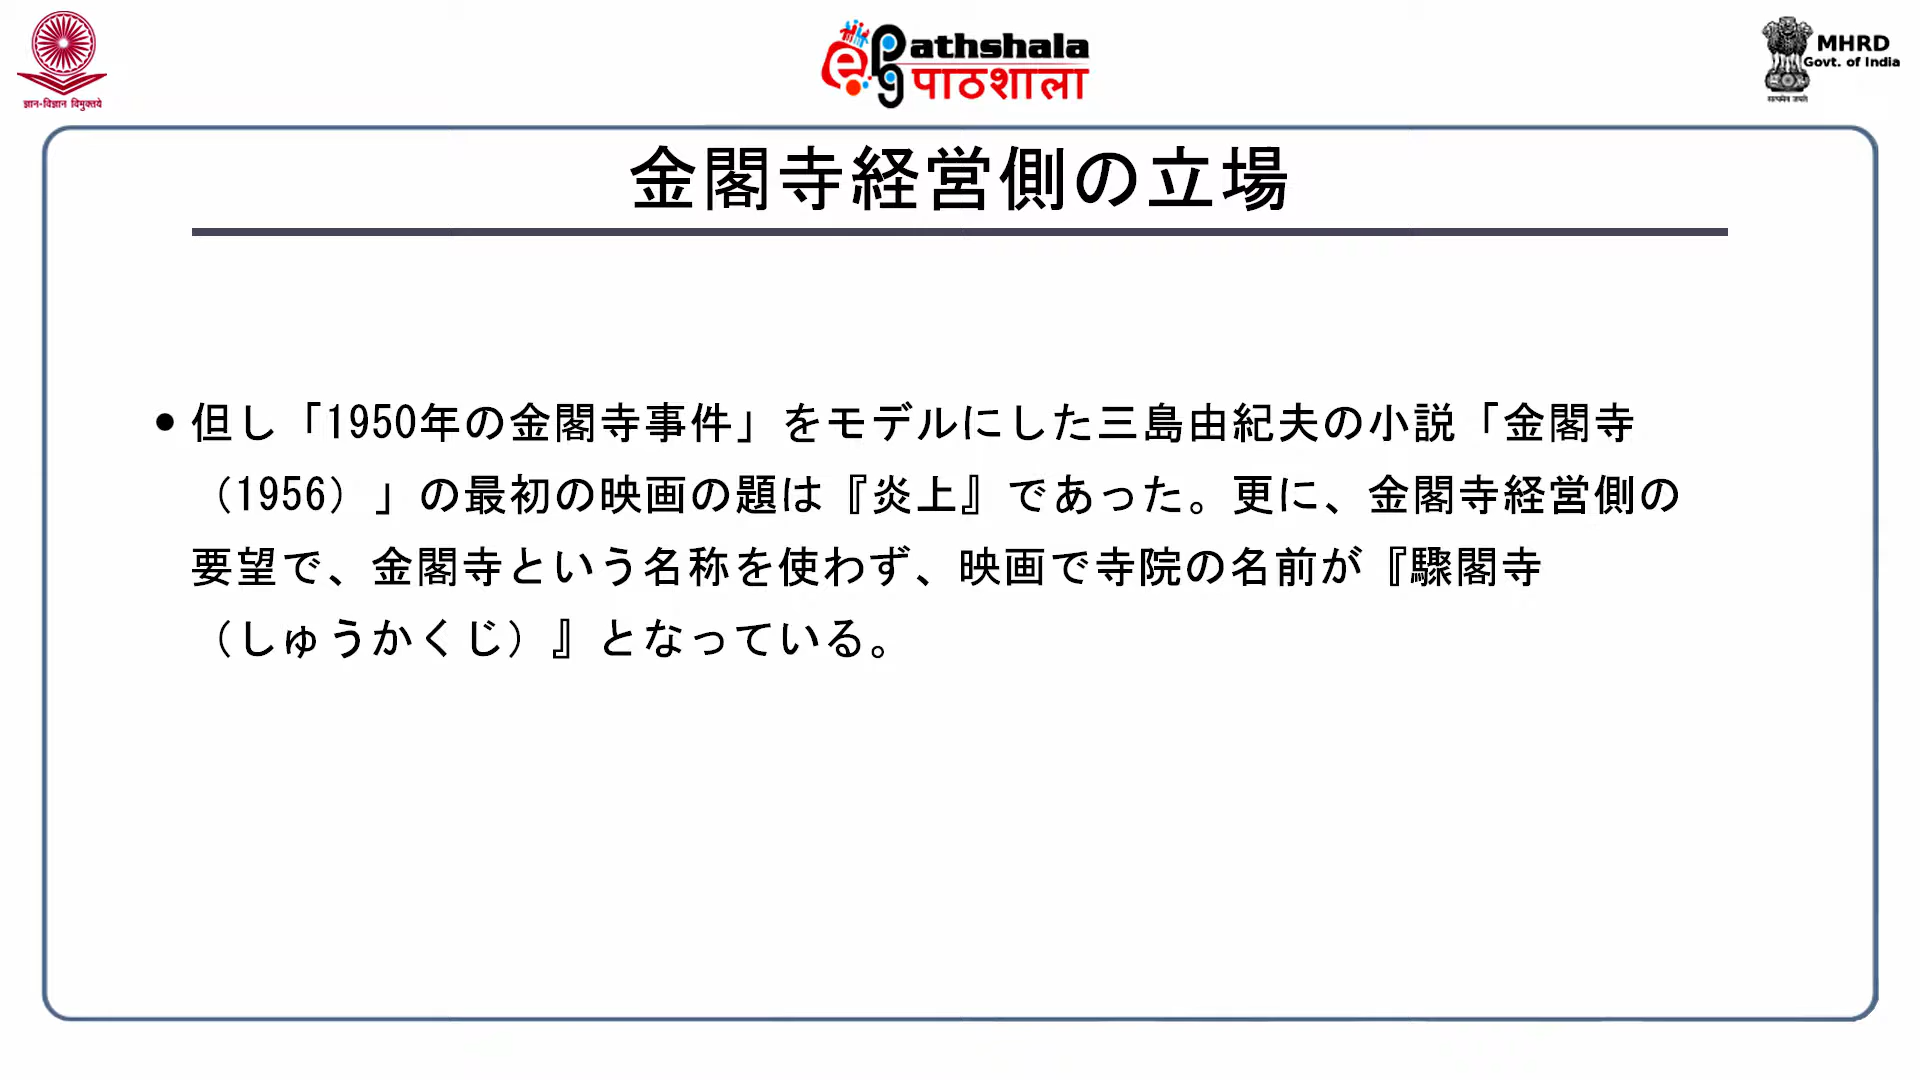 ज्ञान-विज्ञान विमुक्तये
ePathshala
पाठशाला
MHRD
Govt. of India
सत्यमेव जयते
金閣寺経営側の立場
• 但し「1950年の金閣寺事件」をモデルにした三島由紀夫の小説「金閣寺
（1956）」の最初の映画の題は『炎上』であった。更に、金閣寺経営側の
要望で、金閣寺という名称を使わず、映画で寺院の名前が『驟閣寺
（しゅうかくじ）』となっている。